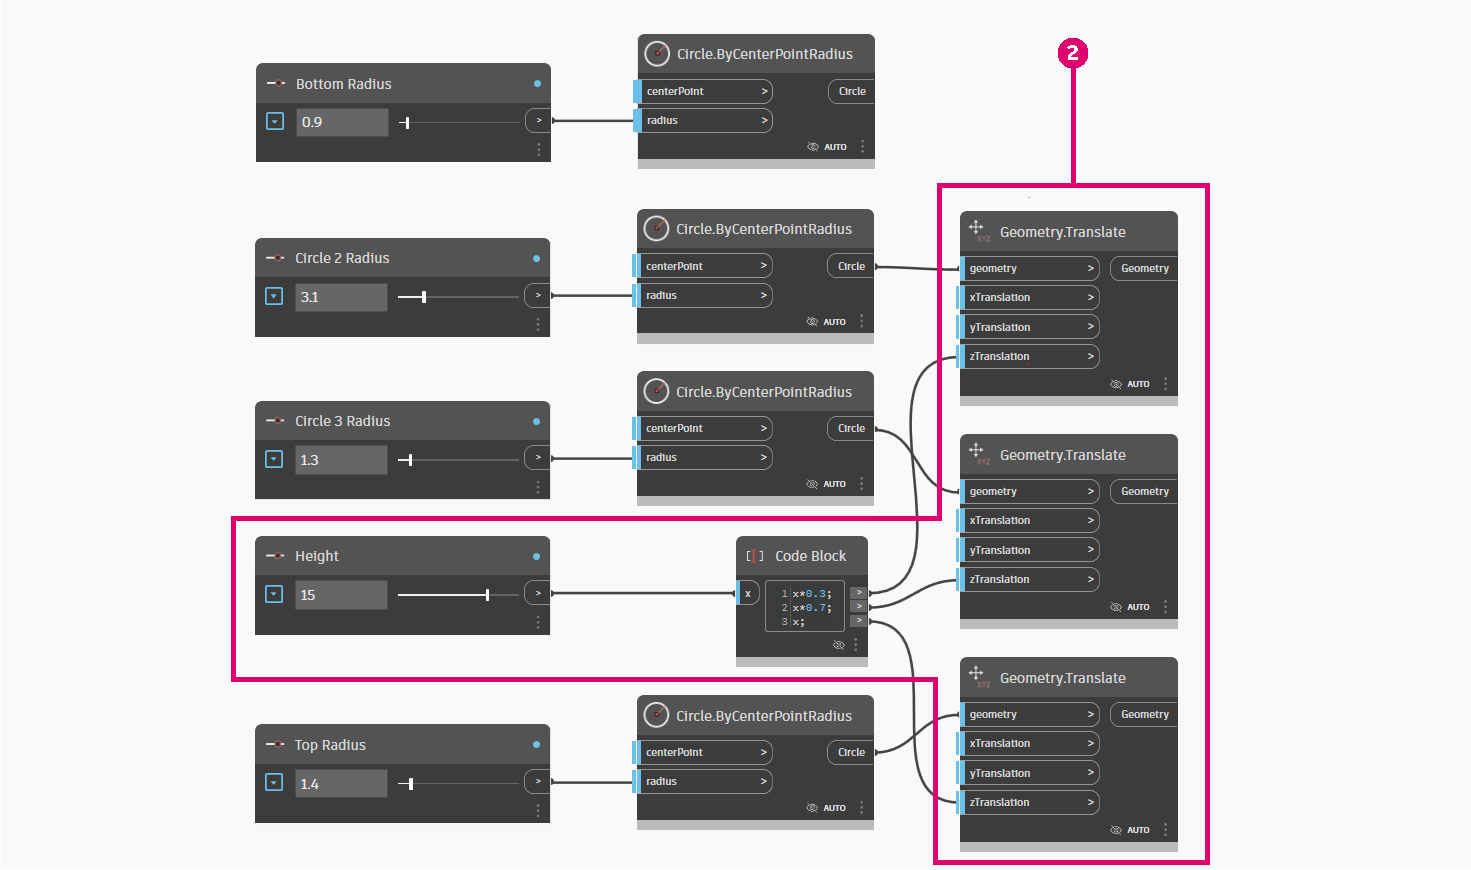 2
Bottom Radius
0.9
>
Circle.ByCenterPointRadius
centerPoint >
Circle
radius >
AUTO
Circle 2 Radius
3.1
>
Circle.ByCenterPointRadius
centerPoint >
Circle
radius >
AUTO
XYZ
Geometry.Translate
geometry >
Geometry
xTranslation >
yTranslation >
zTranslation >
AUTO
Circle 3 Radius
1.3
>
Circle.ByCenterPointRadius
centerPoint >
Circle
radius >
AUTO
XYZ
Geometry.Translate
geometry >
Geometry
xTranslation >
yTranslation >
zTranslation >
AUTO
Height
15
>
Code Block
x
1 x*0.3; >
2 x*0.7; >
3 x; >
Top Radius
1.4
>
Circle.ByCenterPointRadius
centerPoint >
Circle
radius >
AUTO
XYZ
Geometry.Translate
geometry >
Geometry
xTranslation >
yTranslation >
zTranslation >
AUTO